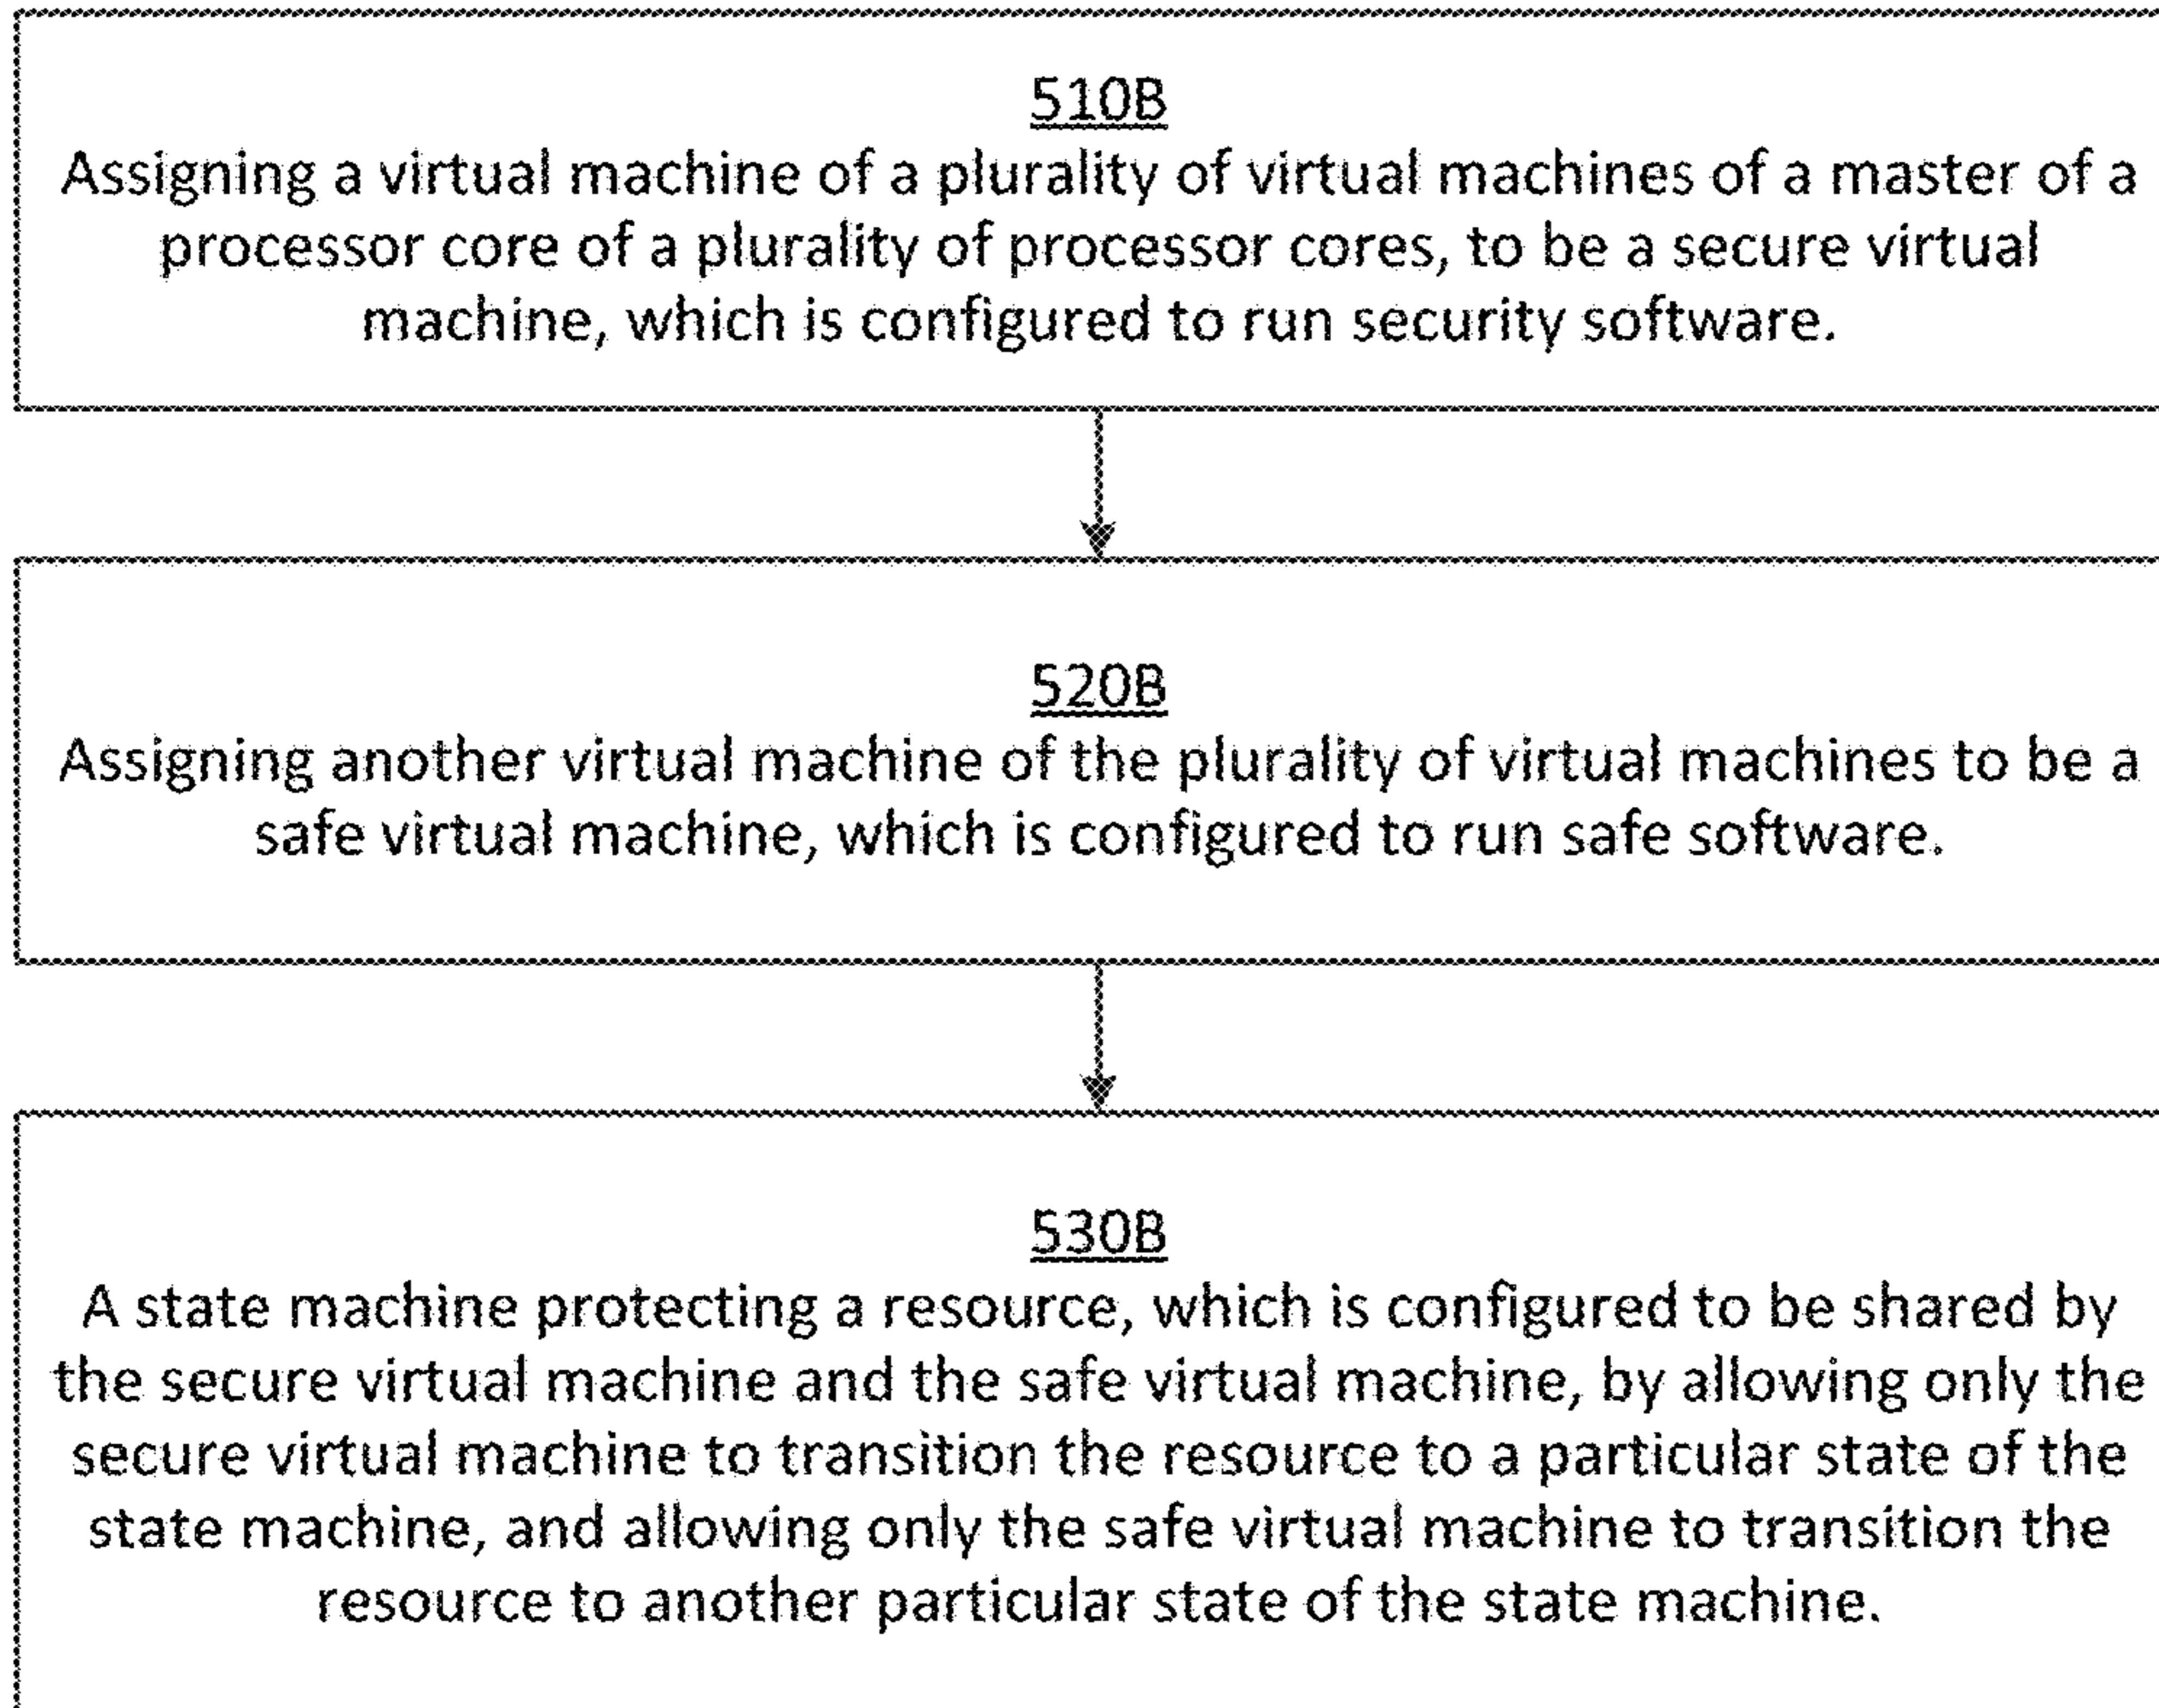 510B
Assigning a virtual machine of a plurality of virtual machines of a master of a
processor core of a plurality of processor cores, to be a secure virtual
machine, which is configured to run security software.
520B
Assigning another virtual machine of the plurality of virtual machines to be a
safe virtual machine, which is configured to run safe software.
530B
A state machine protecting a resource, which is configured to be shared by
the secure virtual machine and the safe virtual machine, by allowing only the
secure virtual machine to transition the resource to a particular state of the
state machine, and allowing only the safe virtual machine to transition the
resource to another particular state of the state machine.